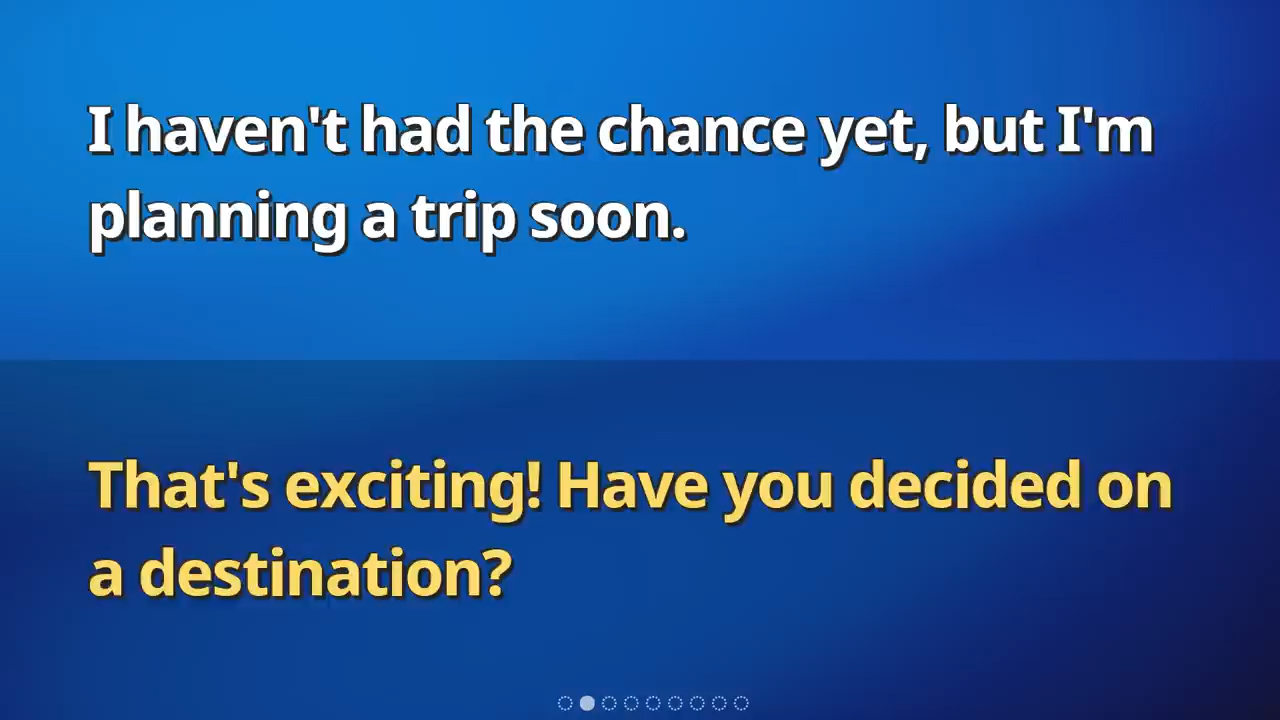 I haven't had the chance yet, but I'm
planning a trip soon.
That's exciting! Have you decided on
a destination?